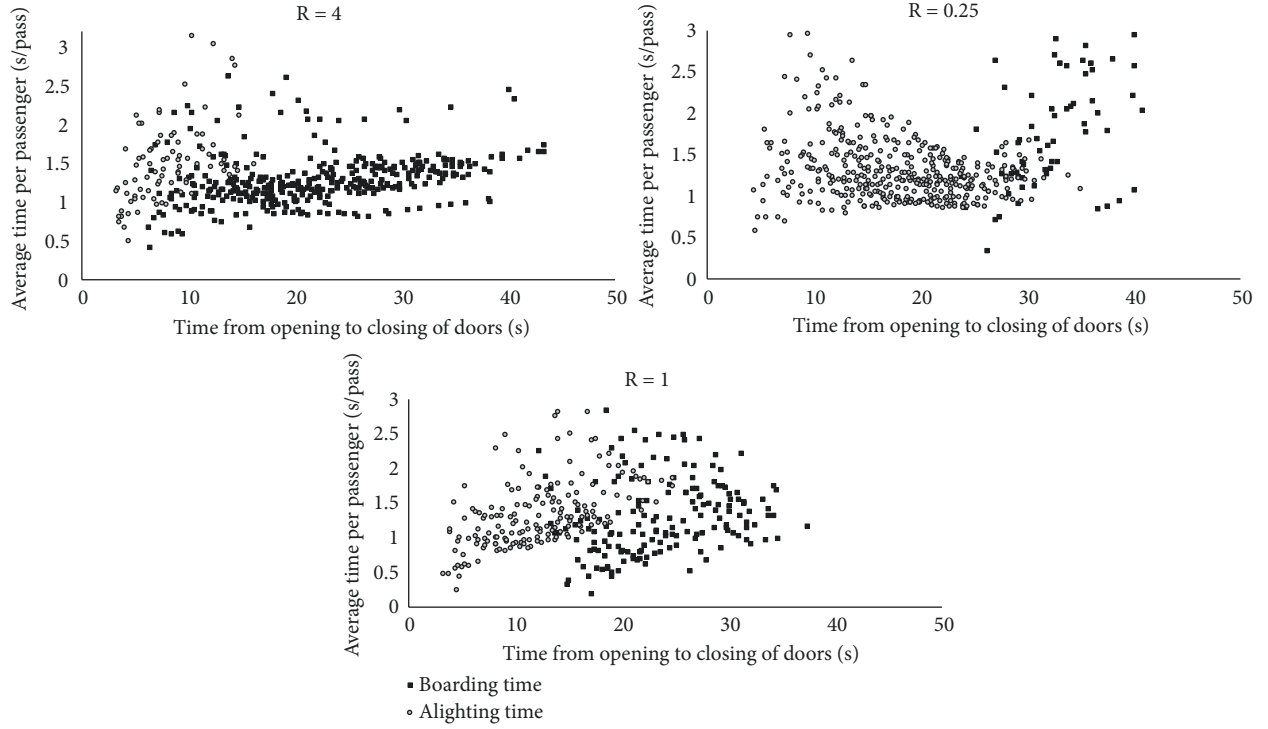 R = 4
Average time per passenger (s/pass)
3
2.5
2
1.5
1
0.5
0
0 10 20 30 40 50
Time from opening to closing of doors (s)
R = 0.25
Average time per passenger (s/pass)
3
2.5
2
1.5
1
0.5
0
0 10 20 30 40 50
Time from opening to closing of doors (s)
R = 1
Average time per passenger (s/pass)
3
2.5
2
1.5
1
0.5
0
0 10 20 30 40 50
Time from opening to closing of doors (s)
Boarding time
Alighting time